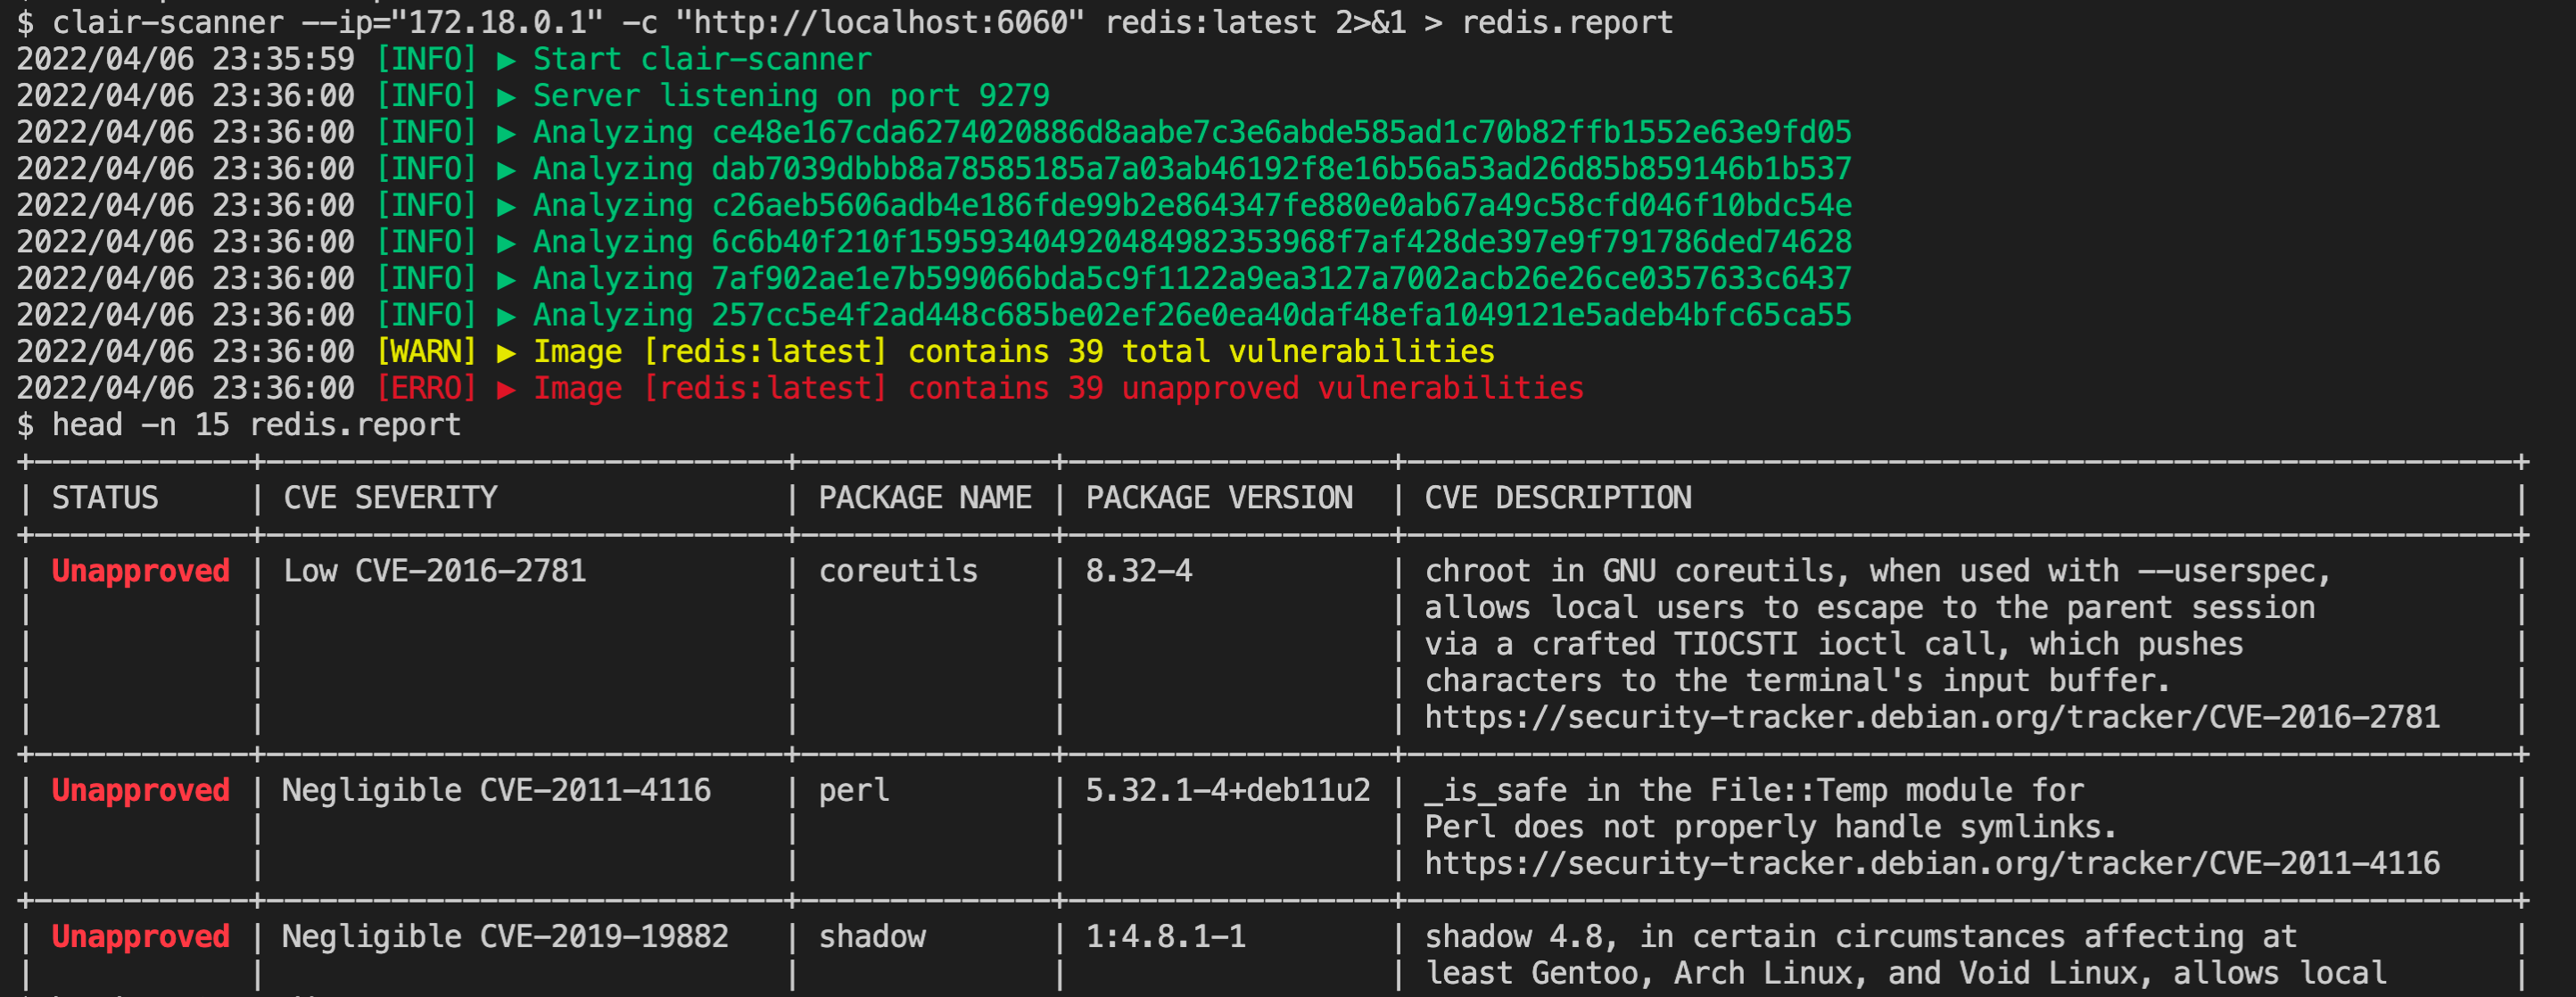 $ clair-scanner --ip="172.18.0.1" -c "http://localhost:6060" redis:latest 2>&1 > redis.report
2022/04/06 23:35:59 [INFO] ▶ Start clair-scanner
2022/04/06 23:36:00 [INFO] ▶ Server listening on port 9279
2022/04/06 23:36:00 [INFO] ▶ Analyzing ce48e167cda6274020886d8aabe7c3e6abde585ad1c70b82ffb1552e63e9fd05
2022/04/06 23:36:00 [INFO] ▶ Analyzing dab7039dbbb8a78585185a7a03ab46192f8e16b56a53ad26d85b859146b1b537
2022/04/06 23:36:00 [INFO] ▶ Analyzing c26aeb5606adb4e186fde99b2e864347fe880e0ab67a49c58cfd046f10bdc54e
2022/04/06 23:36:00 [INFO] ▶ Analyzing 6c6b40f210f1595934049204849823539​68f7af428de397e9f791786ded74628
2022/04/06 23:36:00 [INFO] ▶ Analyzing 7af902ae1e7b599066bda5c9f1122a9ea3127a7002acb26e26ce0357633c6437
2022/04/06 23:36:00 [INFO] ▶ Analyzing 257cc5e4f2ad448c685be02ef26e0ea40daf48efa1049121e5adeb4bfc65ca55
2022/04/06 23:36:00 [WARN] ▶ Image [redis:latest] contains 39 total vulnerabilities
2022/04/06 23:36:00 [ERRO] ▶ Image [redis:latest] contains 39 unapproved vulnerabilities
$ head -n 15 redis.report
| STATUS | CVE SEVERITY | PACKAGE NAME | PACKAGE VERSION | CVE DESCRIPTION |
| Unapproved | Low CVE-2016-2781 | coreutils | 8.32-4 | chroot in GNU coreutils, when used with --userspec, |
| | | | | allows local users to escape to the parent session |
| | | | | via a crafted TIOCSTI ioctl call, which pushes |
| | | | | characters to the terminal's input buffer. |
| | | | | https://security-tracker.debian.org/tracker/CVE-2016-2781 |
| Unapproved | Negligible CVE-2011-4116 | perl | 5.32.1-4+deb11u2 | _is_safe in the File::Temp module for |
| | | | | Perl does not properly handle symlinks. |
| | | | | https://security-tracker.debian.org/tracker/CVE-2011-4116 |
| Unapproved | Negligible CVE-2019-19882 | shadow | 1:4.8.1-1 | shadow 4.8, in certain circumstances affecting at |
| | | | | least Gentoo, Arch Linux, and Void Linux, allows local |